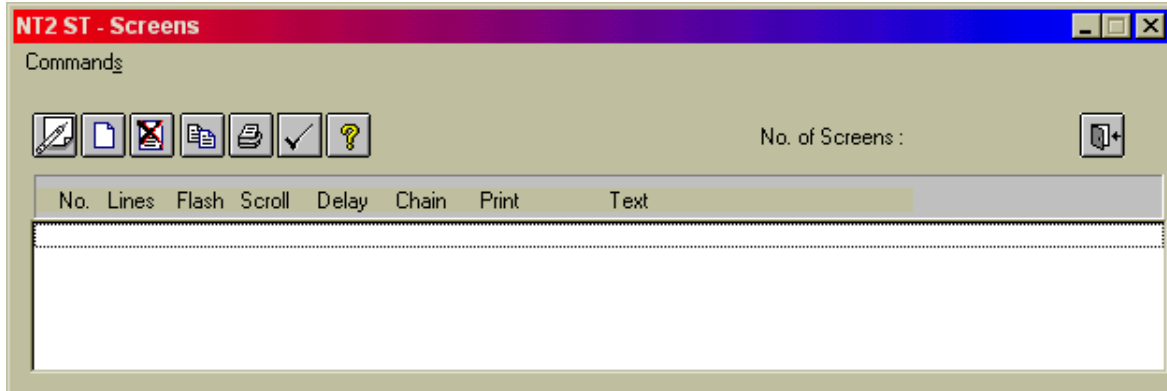 NT2 ST - Screens
Commands
No. of Screens :
No. Lines Flash Scroll Delay Chain Print Text